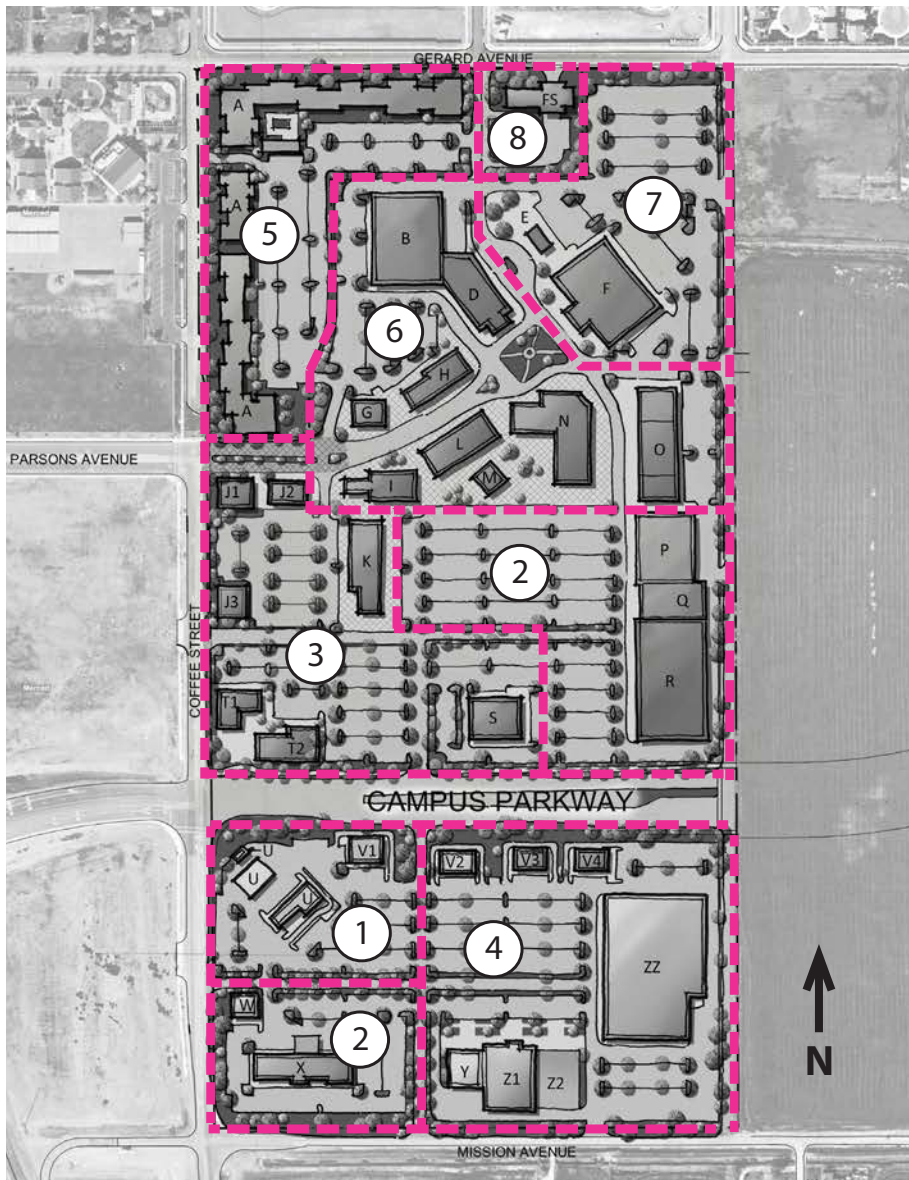 GERARD AVENUE
A
FS
8
7
A
5
E
B
D
F
6
H
G
A
N
L
O
M
PARSONS AVENUE
I
J1
J2
P
K
2
Q
J3
COFFEE STREET
3
R
T1
S
T2
CAMPUS PARKWAY
U
V1
V2
V3
V4
U
U
1
4
ZZ
W
2
X
Y
Z1
Z2
N
MISSION AVENUE